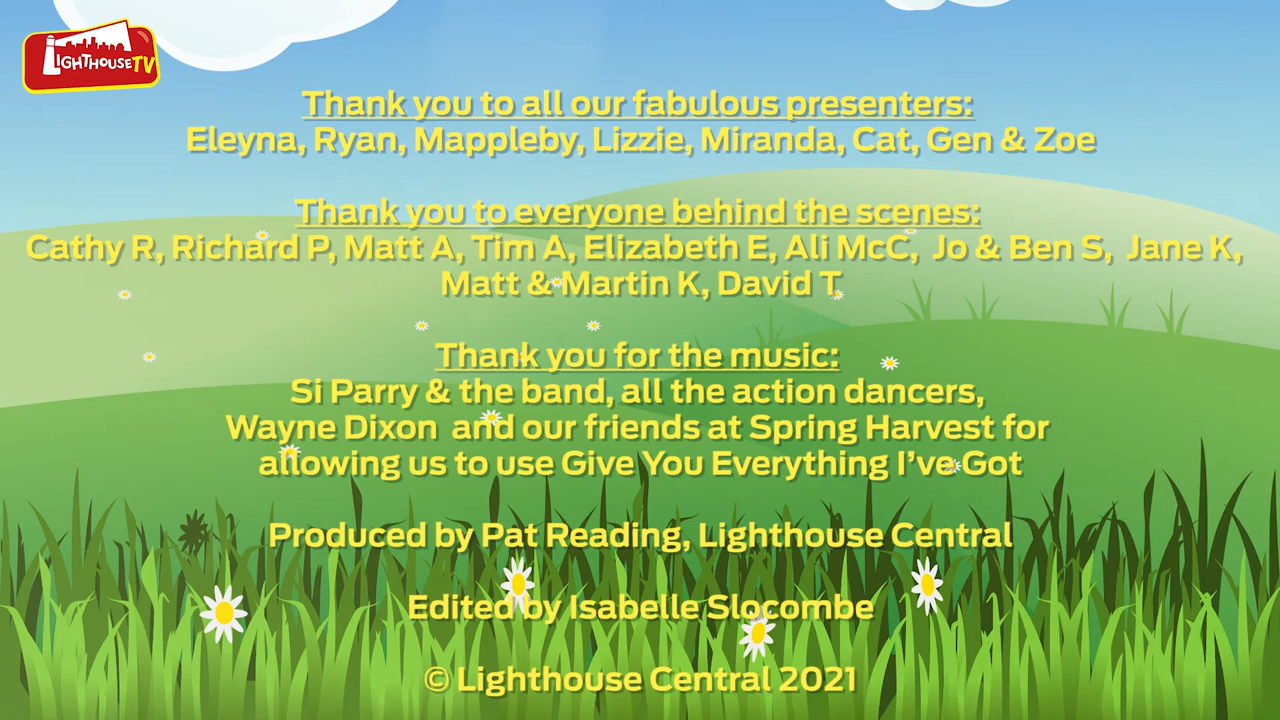 LIGHTHOUSE TV
Thank you to all our fabulous presenters:
Eleyna, Ryan, Mappleby, Lizzie, Miranda, Cat, Gen & Zoe
Thank you to everyone behind the scenes:
Cathy R, Richard P, Matt A, Tim A, Elizabeth E, Ali McC, Jo & Ben S, Jane K,
Matt & Martin K, David T
Thank you for the music:
Si Parry & the band, all the action dancers,
Wayne Dixon and our friends at Spring Harvest for
allowing us to use Give You Everything I've Got
Produced by Pat Reading, Lighthouse Central
Edited by Isabelle Slocombe
© Lighthouse Central 2021